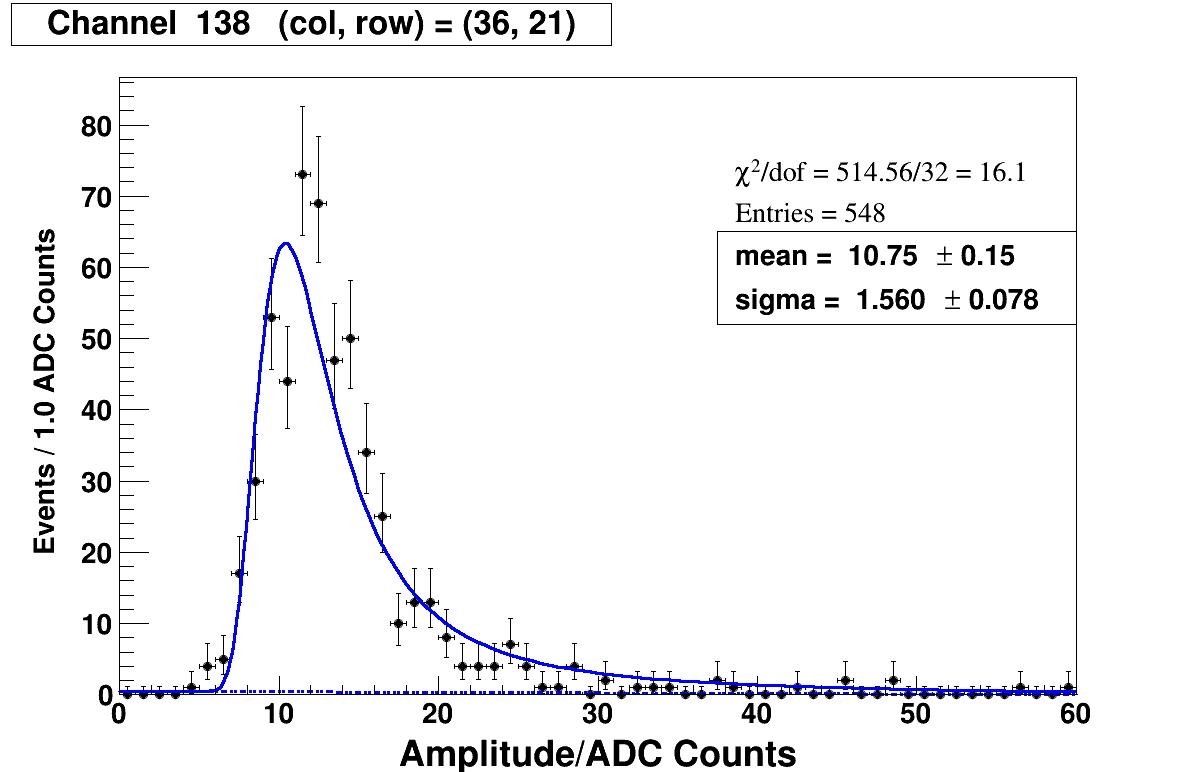 Channel 138 (col, row) = (36, 21)
χ²/dof = 514.56/32 = 16.1
Entries = 548
mean = 10.75 ± 0.15
sigma = 1.560 ± 0.078
Events / 1.0 ADC Counts
80
70
60
50
40
30
20
10
0
0 10 20 30 40 50 60
Amplitude/ADC Counts